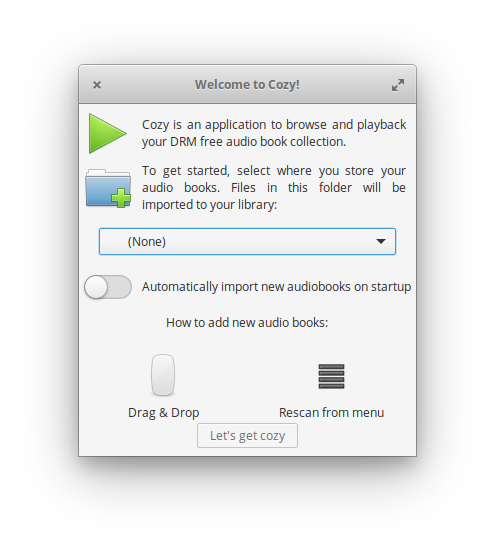 Welcome to Cozy!
Cozy is an application to browse and playback
your DRM free audio book collection.
To get started, select where you store your
audio books. Files in this folder will be
imported to your library:
(None)
Automatically import new audiobooks on startup
How to add new audio books:
Drag & Drop
Rescan from menu
Let's get cozy